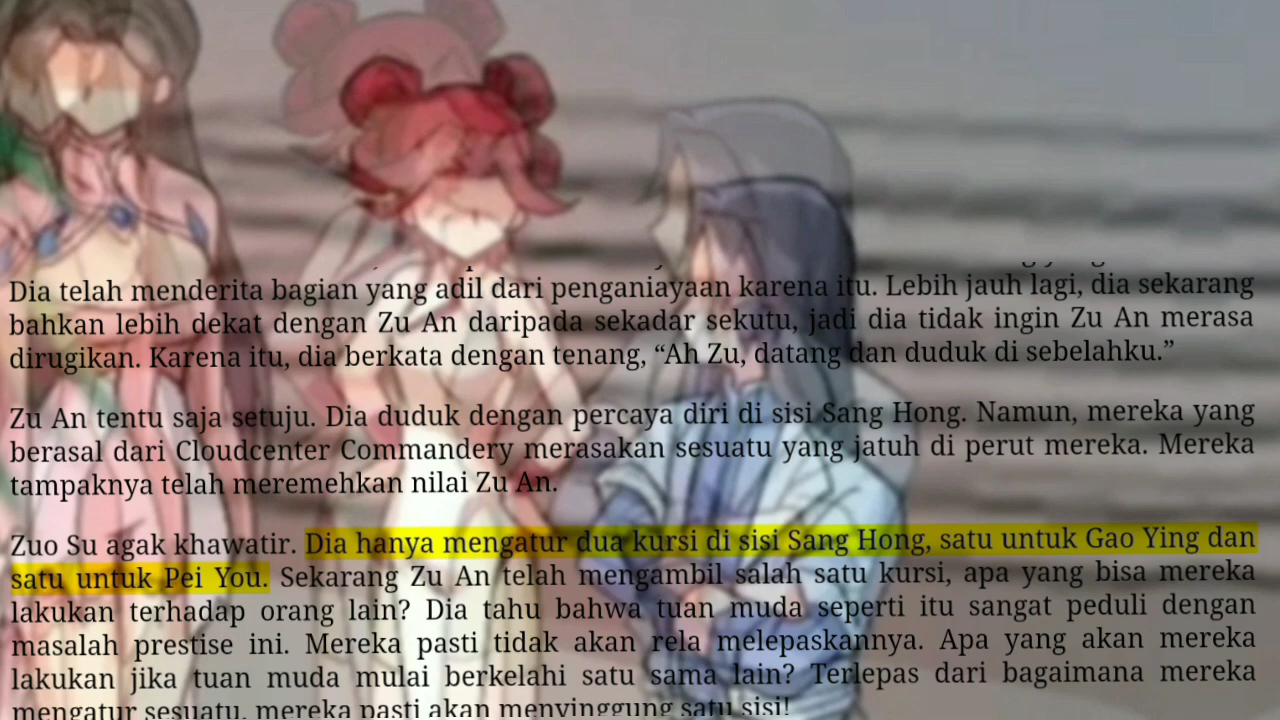 Dia telah menderita bagian yang adil dari penganiayaan karena itu. Lebih jauh lagi, dia sekarang
bahkan lebih dekat dengan Zu An daripada sekadar sekutu, jadi dia tidak ingin Zu An merasa
dirugikan. Karena itu, dia berkata dengan tenang, “Ah Zu, datang dan duduk di sebelahku.”
Zu An tentu saja setuju. Dia duduk dengan percaya diri di sisi Sang Hong. Namun, mereka yang
berasal dari Cloudcenter Commandery merasakan sesuatu yang jatuh di perut mereka. Mereka
tampaknya telah meremehkan nilai Zu An.
Zuo Su agak khawatir. Dia hanya mengatur dua kursi di sisi Sang Hong, satu untuk Gao Ying dan
satu untuk Pei You. Sekarang Zu An telah mengambil salah satu kursi, apa yang bisa mereka
lakukan terhadap orang lain? Dia tahu bahwa tuan muda seperti itu sangat peduli dengan
masalah prestise ini. Mereka pasti tidak akan rela melepaskannya. Apa yang akan mereka
lakukan jika tuan muda mulai berkelahi satu sama lain? Terlepas dari bagaimana mereka
mengatur sesuatu, mereka pasti akan menyinggung satu sisi!